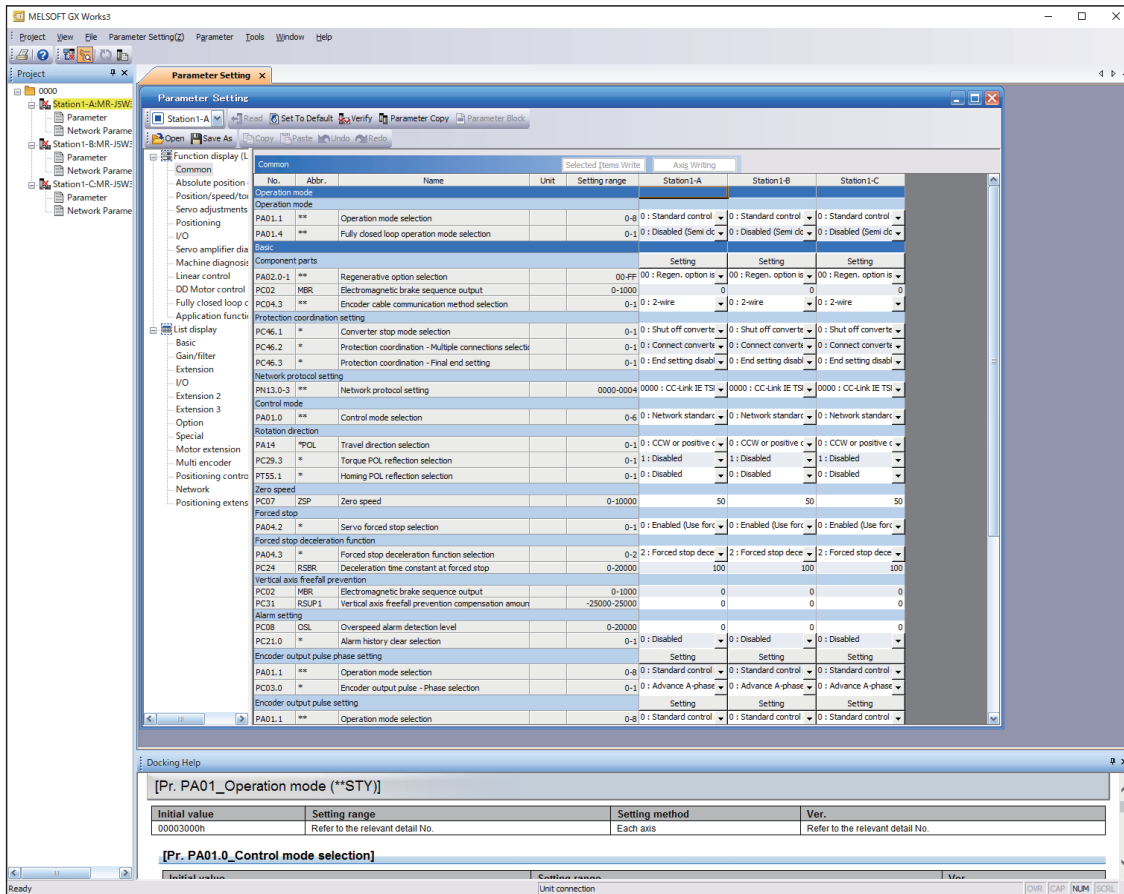 MELSOFT GX Works3
Project View File Parameter Setting(Z) Parameter Tools Window Help
Project
Parameter Setting
0000
Station1-A:MR-J5W3
Parameter
Network Parame
Station1-B:MR-J5W3
Parameter
Network Parame
Station1-C:MR-J5W3
Parameter
Network Parame
Parameter Setting
Station1-A Read Set To Default Verify Parameter Copy Parameter Block
Open Save As Copy Paste Undo Redo
Function display (L
Common
Absolute position
Position/speed/tor
Servo adjustments
Positioning
I/O
Servo amplifier dia
Machine diagnosis
Linear control
DD Motor control
Fully closed loop c
Application functi
List display
Basic
Gain/filter
Extension
I/O
Extension 2
Extension 3
Option
Special
Motor extension
Multi encoder
Positioning contro
Network
Positioning extens
Common Selected Items Write Axis Writing
No. Abbr. Name Unit Setting range Station1-A Station1-B Station1-C
Operation mode
Operation mode
PA01.1 ** Operation mode selection 0-8 0 : Standard control 0 : Standard control 0 : Standard control
PA01.4 ** Fully closed loop operation mode selection 0-1 0 : Disabled (Semi clc 0 : Disabled (Semi clc 0 : Disabled (Semi clc
Basic
Component parts Setting Setting Setting
PA02.0-1 ** Regenerative option selection 00-FF 00 : Regen. option is 00 : Regen. option is 00 : Regen. option is
PC02 MBR Electromagnetic brake sequence output 0-1000 0 0 0
PC04.3 ** Encoder cable communication method selection 0-1 0 : 2-wire 0 : 2-wire 0 : 2-wire
Protection coordination setting
PC46.1 * Converter stop mode selection 0-1 0 : Shut off converte 0 : Shut off converte 0 : Shut off converte
PC46.2 * Protection coordination - Multiple connections selectio 0-1 0 : Connect converte 0 : Connect converte 0 : Connect converte
PC46.3 * Protection coordination - Final end setting 0-1 0 : End setting disabl 0 : End setting disabl 0 : End setting disabl
Network protocol setting
PN13.0-3 ** Network protocol setting 0000-0004 0000 : CC-Link IE TSI 0000 : CC-Link IE TSI 0000 : CC-Link IE TSI
Control mode
PA01.0 ** Control mode selection 0-6 0 : Network standarc 0 : Network standarc 0 : Network standarc
Rotation direction
PA14 *POL Travel direction selection 0-1 0 : CCW or positive c 0 : CCW or positive c 0 : CCW or positive c
PC29.3 * Torque POL reflection selection 0-1 1 : Disabled 1 : Disabled 1 : Disabled
PT55.1 * Homing POL reflection selection 0-1 0 : Disabled 0 : Disabled 0 : Disabled
Zero speed
PC07 ZSP Zero speed 0-10000 50 50 50
Forced stop
PA04.2 * Servo forced stop selection 0-1 0 : Enabled (Use forc 0 : Enabled (Use forc 0 : Enabled (Use forc
Forced stop deceleration function
PA04.3 * Forced stop deceleration function selection 0-2 2 : Forced stop dece 2 : Forced stop dece 2 : Forced stop dece
PC24 RSBR Deceleration time constant at forced stop 0-20000 100 100 100
Vertical axis freefall prevention
PC02 MBR Electromagnetic brake sequence output 0-1000 0 0 0
PC31 RSUP1 Vertical axis freefall prevention compensation amoun -25000-25000 0 0 0
Alarm setting
PC08 OSL Overspeed alarm detection level 0-20000 0 0 0
PC21.0 * Alarm history clear selection 0-1 0 : Disabled 0 : Disabled 0 : Disabled
Encoder output pulse phase setting Setting Setting Setting
PA01.1 ** Operation mode selection 0-8 0 : Standard control 0 : Standard control 0 : Standard control
PC03.0 * Encoder output pulse - Phase selection 0-1 0 : Advance A-phase 0 : Advance A-phase 0 : Advance A-phase
Encoder output pulse setting Setting Setting Setting
PA01.1 ** Operation mode selection 0-8 0 : Standard control 0 : Standard control 0 : Standard control
Docking Help
[Pr. PA01_Operation mode (**STY)]
Initial value Setting range Setting method Ver.
00003000h Refer to the relevant detail No. Each axis Refer to the relevant detail No.
[Pr. PA01.0_Control mode selection]
Initial value Setting range Ver.
Ready Unit connection OVR CAP NUM SCRL